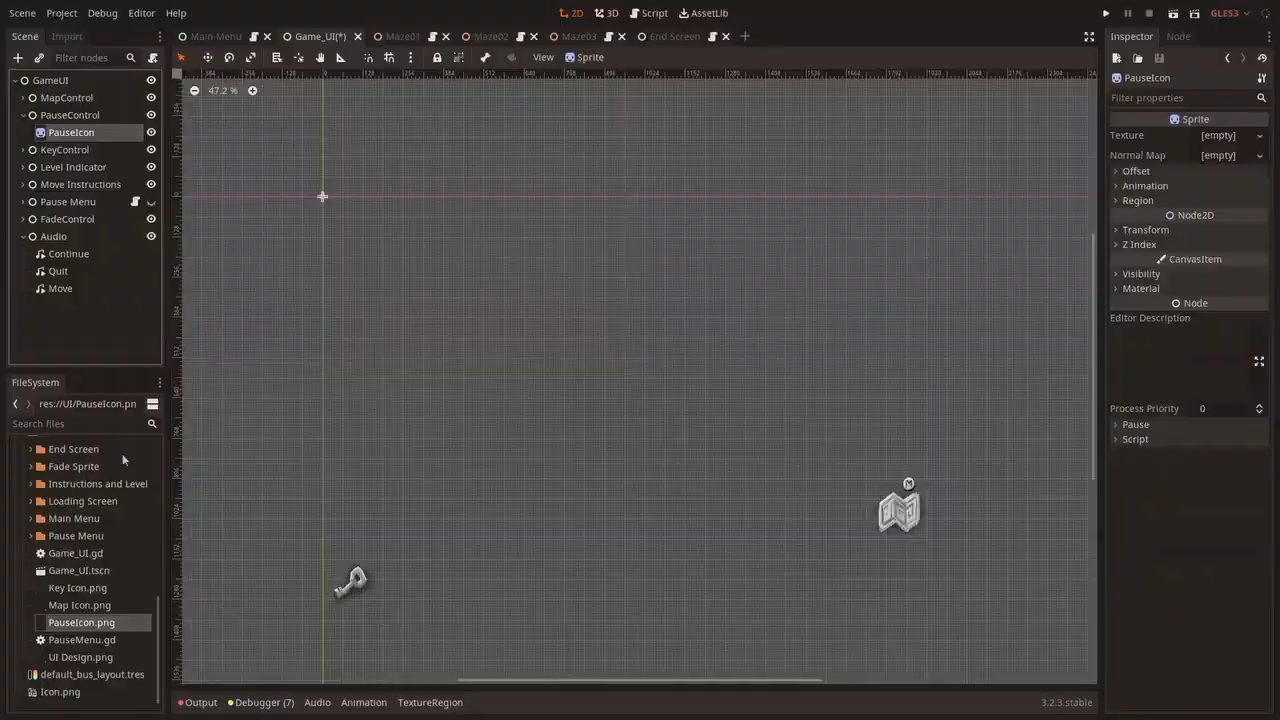 Scene Project Debug Editor Help
2D 3D Script AssetLib
GLES3
Scene Import
Main Menu Game_UI(*) Maze01 Maze02 Maze03 End Screen
Inspector Node
Filter nodes
View Sprite
PauseIcon
Filter properties
GameUI
MapControl
PauseControl
PauseIcon
KeyControl
Level Indicator
Move Instructions
Pause Menu
FadeControl
Audio
Continue
Quit
Move
47.2 %
M
Sprite
Texture [empty]
Normal Map [empty]
Offset
Animation
Region
Node2D
Transform
Z Index
CanvasItem
Visibility
Material
Node
Editor Description
Process Priority 0
Pause
Script
FileSystem
res://UI/PauseIcon.pn
Search files
End Screen
Fade Sprite
Instructions and Level
Loading Screen
Main Menu
Pause Menu
Game_UI.gd
Game_UI.tscn
Key Icon.png
Map Icon.png
PauseIcon.png
PauseMenu.gd
UI Design.png
default_bus_layout.tres
Icon.png
Output Debugger (7) Audio Animation TextureRegion
3.2.3.stable